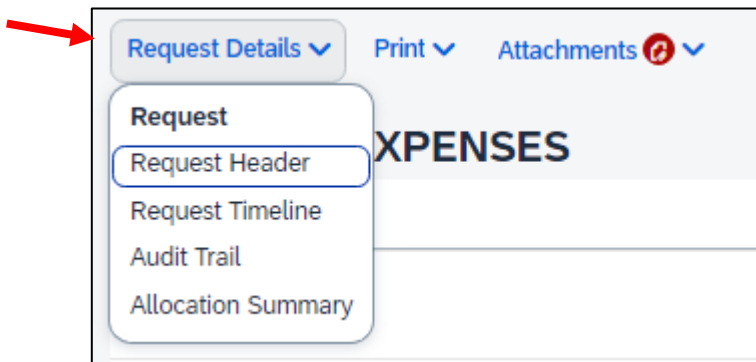 Request Details Print Attachments
Request
Request Header
XPENSES
Request Timeline
Audit Trail
Allocation Summary